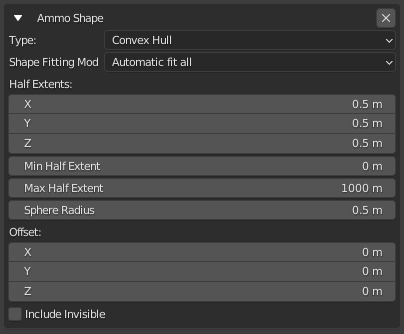 Ammo Shape
Type: Convex Hull
Shape Fitting Mod Automatic fit all
Half Extents:
X 0.5 m
Y 0.5 m
Z 0.5 m
Min Half Extent 0 m
Max Half Extent 1000 m
Sphere Radius 0.5 m
Offset:
X 0 m
Y 0 m
Z 0 m
Include Invisible